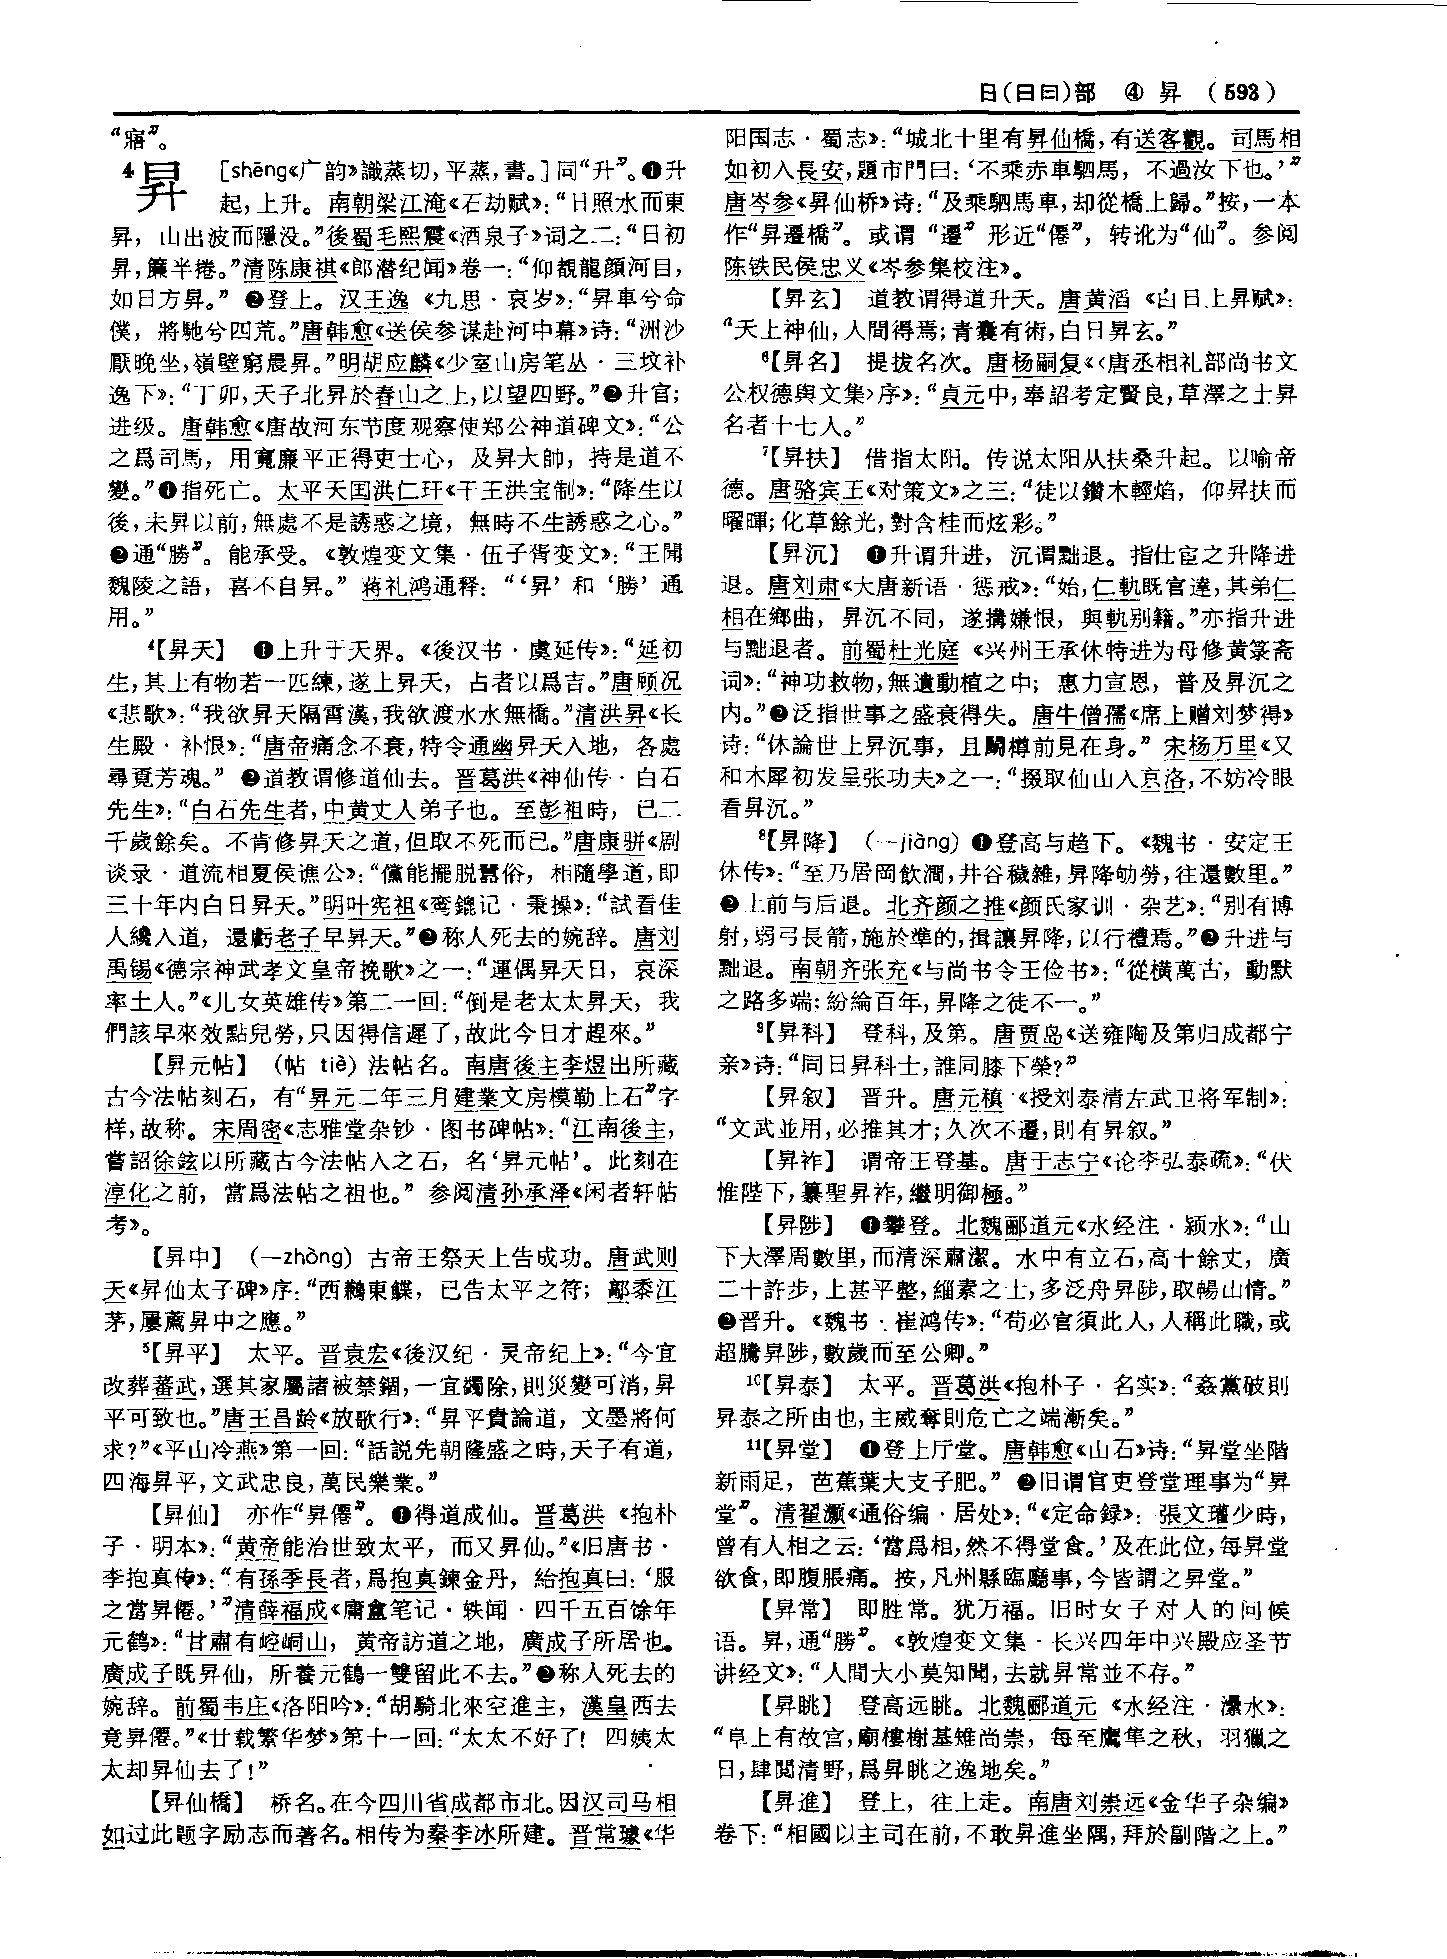 日(日曰)部　④　昇　(593)
“寤”。
4昇　[shēng《广韵》識蒸切，平蒸，書。]同“升”。❶升
起，上升。南朝梁江淹《石劫賦》：“日照水而東
昇，山出波而隱没。”後蜀毛熙震《酒泉子》词之二：“日初
昇，簾半捲。”清陈康祺《郎潜纪闻》卷一：“仰覩龍顔河目，
如日方昇。”❷登上。汉王逸《九思·哀岁》：“昇車兮命
僕，將馳兮四荒。”唐韩愈《送侯参谋赴河中幕》诗：“洲沙
厭晚坐，嶺壁窮晨昇。”明胡应麟《少室山房笔丛·三坟补
逸下》：“丁卯，天子北昇於舂山之上，以望四野。”❸升官；
进级。唐韩愈《唐故河东节度观察使郑公神道碑文》：“公
之爲司馬，用寬廉平正得吏士心，及昇大帥，持是道不
變。”❹指死亡。太平天囯洪仁玕《干王洪宝制》：“降生以
後，未昇以前，無處不是誘惑之境，無時不生誘惑之心。”
❺通“勝”。能承受。《敦煌变文集·伍子胥变文》：“王聞
魏陵之語，喜不自昇。”蒋礼鸿通释：“‘昇’和‘勝’通
用。”
4【昇天】　❶上升于天界。《後汉书·虞延传》：“延初
生，其上有物若一匹練，遂上昇天，占者以爲吉。”唐顾况
《悲歌》：“我欲昇天隔霄漢，我欲渡水水無橋。”清洪昇《长
生殿·补恨》：“唐帝痛念不衰，特令通幽昇天入地，各處
尋覓芳魂。”❷道教谓修道仙去。晋葛洪《神仙传·白石
先生》：“白石先生者，中黄丈人弟子也。至彭祖時，已二
千歲餘矣。不肯修昇天之道，但取不死而已。”唐康骈《剧
谈录·道流相夏侯谯公》：“儻能擺脱囂俗，相隨學道，即
三十年内白日昇天。”明叶宪祖《鸾鎞记·秉操》：“試看佳
人纔入道，還虧老子早昇天。”❸称人死去的婉辞。唐刘
禹锡《德宗神武孝文皇帝挽歌》之一：“運偶昇天日，哀深
率土人。”《儿女英雄传》第二一回：“倒是老太太昇天，我
們該早來效點兒勞，只因得信遲了，故此今日才趕來。”
【昇元帖】　(帖 tiè)法帖名。南唐後主李煜出所藏
古今法帖刻石，有“昇元二年三月建業文房模勒上石”字
样，故称。宋周密《志雅堂杂钞·图书碑帖》：“江南後主，
嘗詔徐鉉以所藏古今法帖入之石，名‘昇元帖’。此刻在
淳化之前，當爲法帖之祖也。”参阅清孙承泽《闲者轩帖
考》。
【昇中】　(—zhòng)古帝王祭天上告成功。唐武则
天《昇仙太子碑》序：“西鶼東鰈，已告太平之符；鄗黍江
茅，屢薦昇中之應。”
5【昇平】　太平。晋袁宏《後汉纪·灵帝纪上》：“今宜
改葬蕃武，選其家屬諸被禁錮，一宜蠲除，則災變可消，昇
平可致也。”唐王昌龄《放歌行》：“昇平貴論道，文墨將何
求？”《平山冷燕》第一回：“話説先朝隆盛之時，天子有道，
四海昇平，文武忠良，萬民樂業。”
【昇仙】　亦作“昇僊”。❶得道成仙。晋葛洪《抱朴
子·明本》：“黄帝能治世致太平，而又昇仙。”《旧唐书·
李抱真传》：“有孫季長者，爲抱真鍊金丹，紿抱真曰：‘服
之當昇僊。’”清薛福成《庸盦笔记·轶闻·四千五百馀年
元鹤》：“甘肅有崆峒山，黄帝訪道之地，廣成子所居也。
廣成子既昇仙，所養元鶴一雙留此不去。”❷称人死去的
婉辞。前蜀韦庄《洛阳吟》：“胡騎北來空進主，漢皇西去
竟昇僊。”《廿载繁华梦》第十一回：“太太不好了！四姨太
太却昇仙去了！”
【昇仙橋】　桥名。在今四川省成都市北。因汉司马相
如过此题字励志而著名。相传为秦李冰所建。晋常璩《华
阳国志·蜀志》：“城北十里有昇仙橋，有送客觀。司馬相
如初入長安，題市門曰：‘不乘赤車駟馬，不過汝下也。’”
唐岑参《昇仙桥》诗：“及乘駟馬車，却從橋上歸。”按，一本
作“昇遷橋”。或谓“遷”形近“僊”，转讹为“仙”。参阅
陈铁民侯忠义《岑参集校注》。
【昇玄】　道教谓得道升天。唐黄滔《白日上昇赋》：
“天上神仙，人間得焉；青囊有術，白日昇玄。”
6【昇名】　提拔名次。唐杨嗣复《〈唐丞相礼部尚书文
公权德舆文集〉序》：“貞元中，奉詔考定賢良，草澤之士昇
名者十七人。”
7【昇扶】　借指太阳。传说太阳从扶桑升起。以喻帝
德。唐骆宾王《对策文》之三：“徒以鑽木輕焰，仰昇扶而
曜暉；化草餘光，對含桂而炫彩。”
【昇沉】　❶升谓升进，沉谓黜退。指仕宦之升降进
退。唐刘肃《大唐新语·惩戒》：“始，仁軌既官達，其弟仁
相在鄉曲，昇沉不同，遂搆嫌恨，與軌别籍。”亦指升进
与黜退者。前蜀杜光庭《兴州王承休特进为母修黄箓斋
词》：“神功救物，無遺動植之中；惠力宣恩，普及昇沉之
内。”❷泛指世事之盛衰得失。唐牛僧孺《席上赠刘梦得》
诗：“休論世上昇沉事，且鬭樽前見在身。”宋杨万里《又
和木犀初发呈张功夫》之一：“掇取仙山入京洛，不妨冷眼
看昇沉。”
8【昇降】　(—jiàng)❶登高与趋下。《魏书·安定王
休传》：“至乃居岡飲澗，井谷穢雜，昇降劬勞，往還數里。”
❷上前与后退。北齐颜之推《颜氏家训·杂艺》：“别有博
射，弱弓長箭，施於準的，揖讓昇降，以行禮焉。”❸升进与
黜退。南朝齐张充《与尚书令王俭书》：“從横萬古，動默
之路多端；紛綸百年，昇降之徒不一。”
9【昇科】　登科，及第。唐贾岛《送雍陶及第归成都宁
亲》诗：“同日昇科士，誰同膝下榮？”
【昇叙】　晋升。唐元稹《授刘泰清左武卫将军制》：
“文武並用，必推其才；久次不遷，則有昇叙。”
【昇祚】　谓帝王登基。唐于志宁《论李弘泰疏》：“伏
惟陛下，纂聖昇祚，繼明御極。”
【昇陟】　❶攀登。北魏郦道元《水经注·颍水》：“山
下大澤周數里，而清深肅潔。水中有立石，高十餘丈，廣
二十許步，上甚平整，緇素之士，多泛舟昇陟，取暢山情。”
❷晋升。《魏书·崔鸿传》：“苟必官須此人，人稱此職，或
超騰昇陟，數歲而至公卿。”
10【昇泰】　太平。晋葛洪《抱朴子·名实》：“姦黨破則
昇泰之所由也，主威奪則危亡之端漸矣。”
11【昇堂】　❶登上厅堂。唐韩愈《山石》诗：“昇堂坐階
新雨足，芭蕉葉大支子肥。”❷旧谓官吏登堂理事为“昇
堂”。清翟灏《通俗编·居处》：“《定命録》：張文瓘少時，
曾有人相之云：‘當爲相，然不得堂食。’及在此位，每昇堂
欲食，即腹脹痛。按，凡州縣臨廳事，今皆謂之昇堂。”
【昇常】　即胜常。犹万福。旧时女子对人的问候
语。昇，通“勝”。《敦煌变文集·长兴四年中兴殿应圣节
讲经文》：“人間大小莫知聞，去就昇常並不存。”
【昇眺】　登高远眺。北魏郦道元《水经注·㶟水》：
“阜上有故宫，廟樓榭基雉尚崇，每至鷹隼之秋，羽獵之
日，肆閲清野，爲昇眺之逸地矣。”
【昇進】　登上，往上走。南唐刘崇远《金华子杂编》
卷下：“相國以主司在前，不敢昇進坐隅，拜於副階之上。”